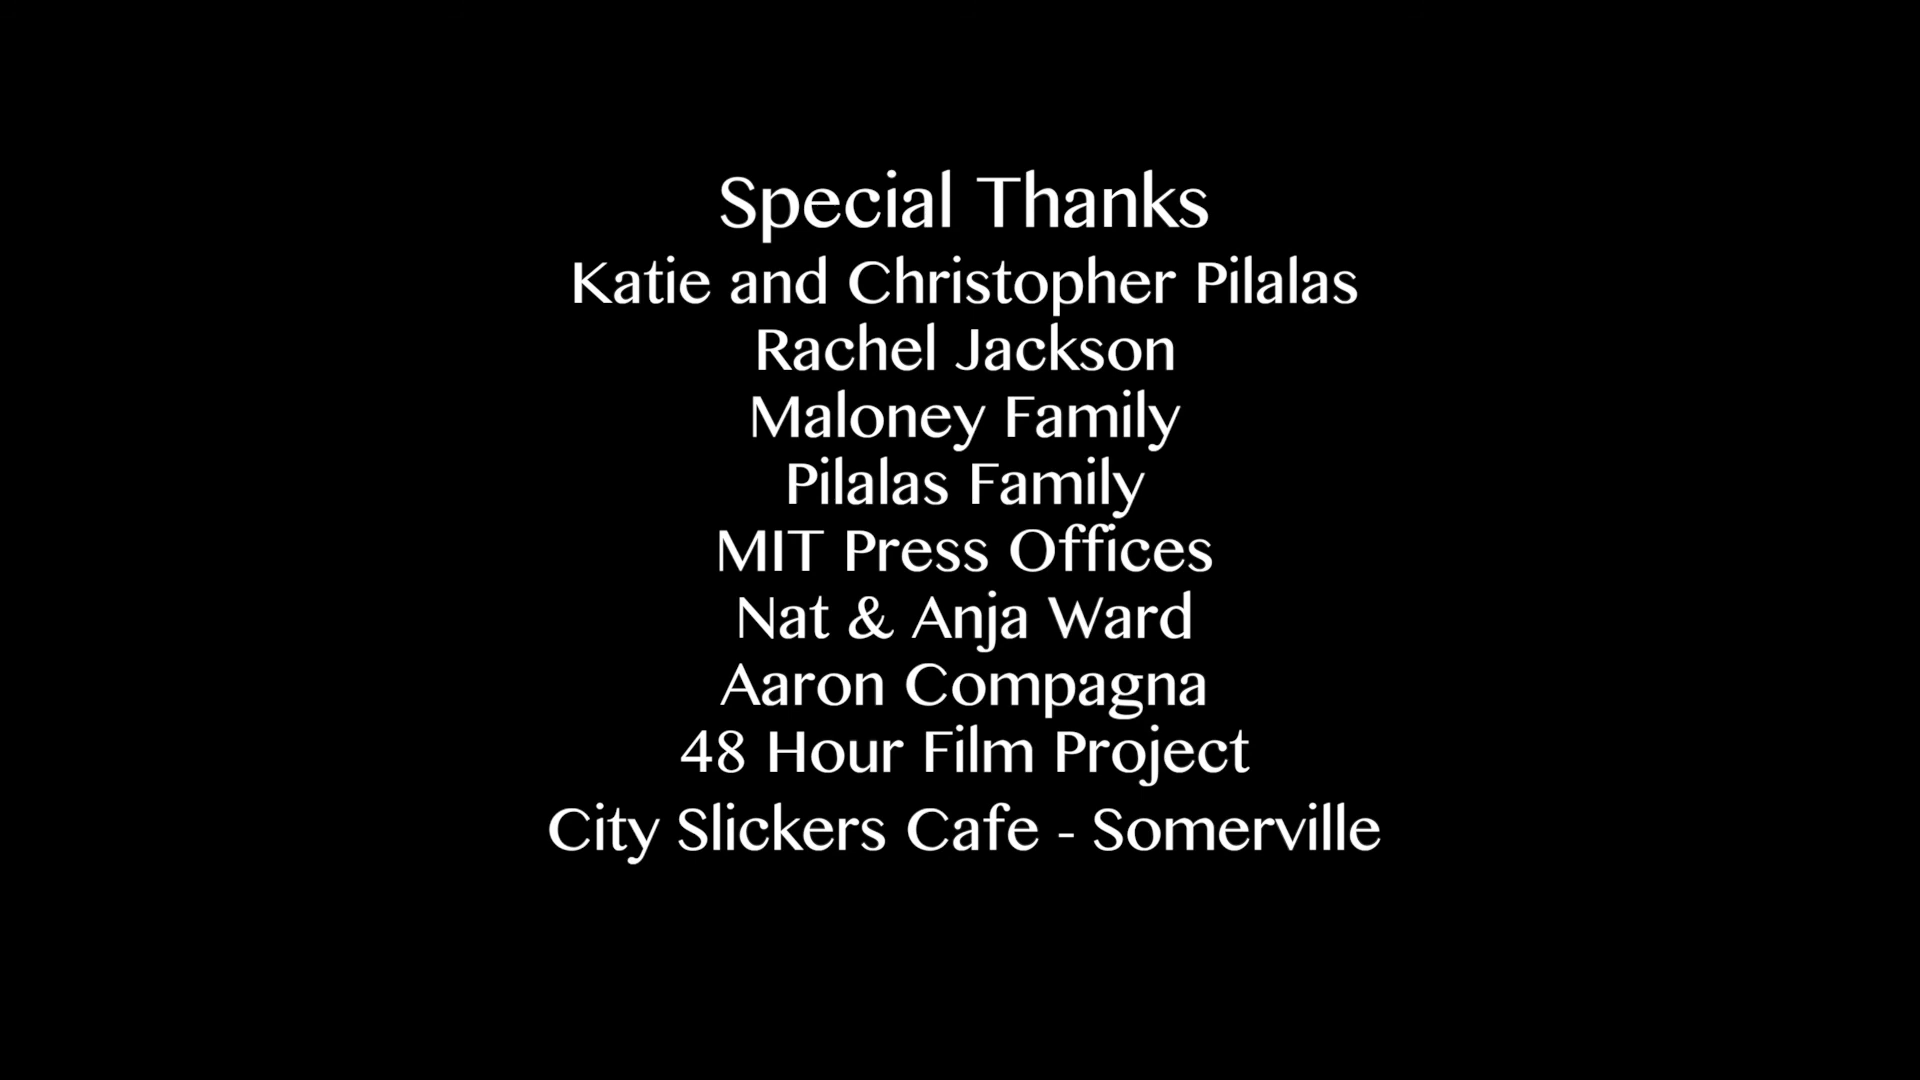 Special Thanks
Katie and Christopher Pilalas
Rachel Jackson
Maloney Family
Pilalas Family
MIT Press Offices
Nat & Anja Ward
Aaron Compagna
48 Hour Film Project
City Slickers Cafe - Somerville